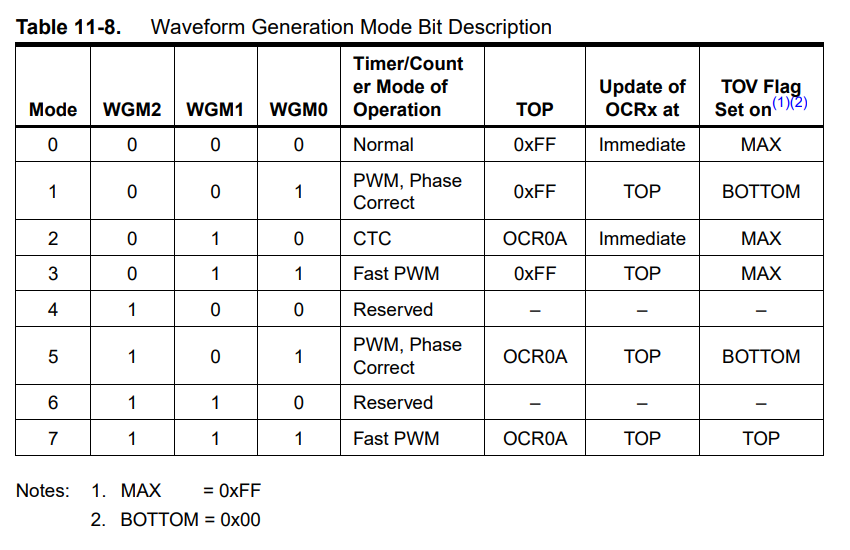 Table 11-8. Waveform Generation Mode Bit Description
Mode WGM2 WGM1 WGM0 Timer/Count er Mode of Operation TOP Update of OCRx at TOV Flag Set on(1)(2)
0 0 0 0 Normal 0xFF Immediate MAX
1 0 0 1 PWM, Phase Correct 0xFF TOP BOTTOM
2 0 1 0 CTC OCR0A Immediate MAX
3 0 1 1 Fast PWM 0xFF TOP MAX
4 1 0 0 Reserved – – –
5 1 0 1 PWM, Phase Correct OCR0A TOP BOTTOM
6 1 1 0 Reserved – – –
7 1 1 1 Fast PWM OCR0A TOP TOP
Notes: 1. MAX = 0xFF
2. BOTTOM = 0x00